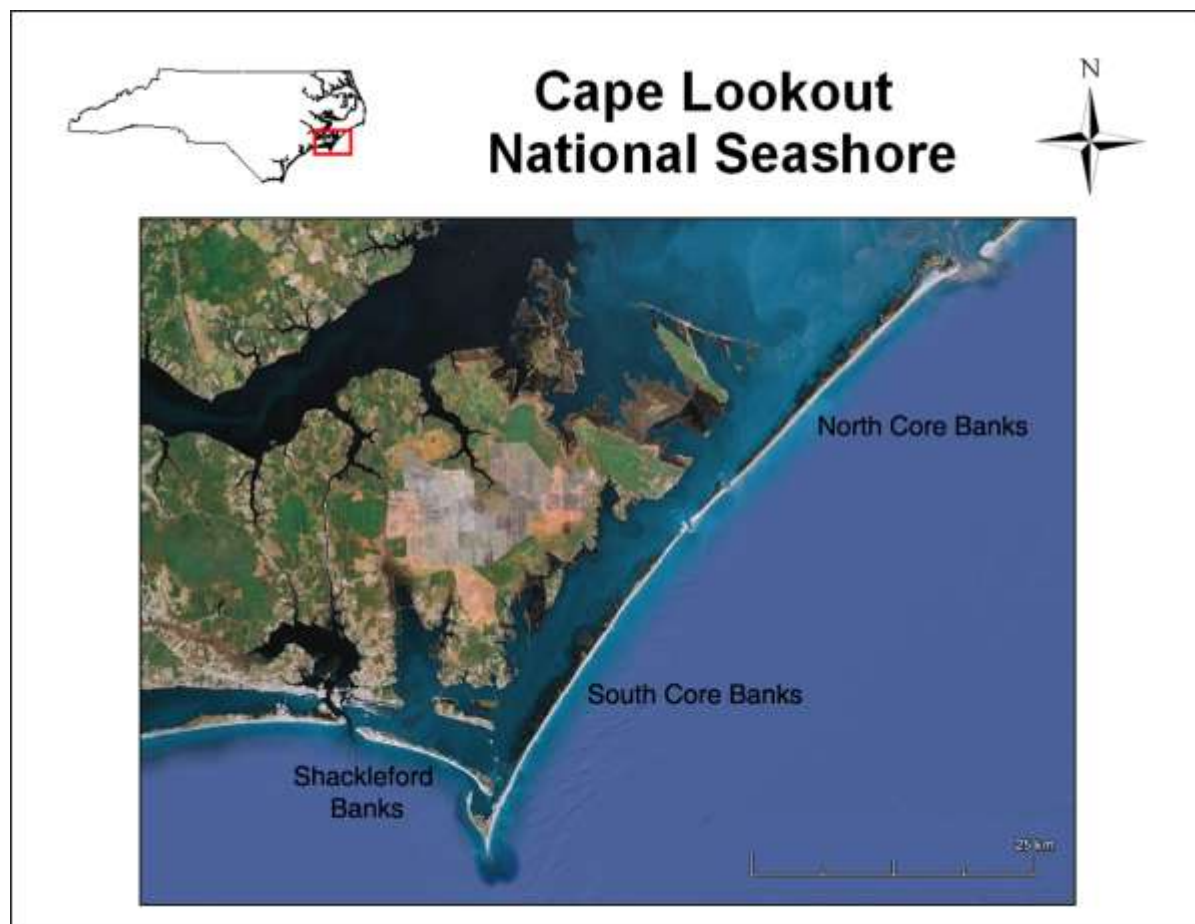 Cape Lookout
National Seashore
N
North Core Banks
South Core Banks
Shackleford
Banks
25 km